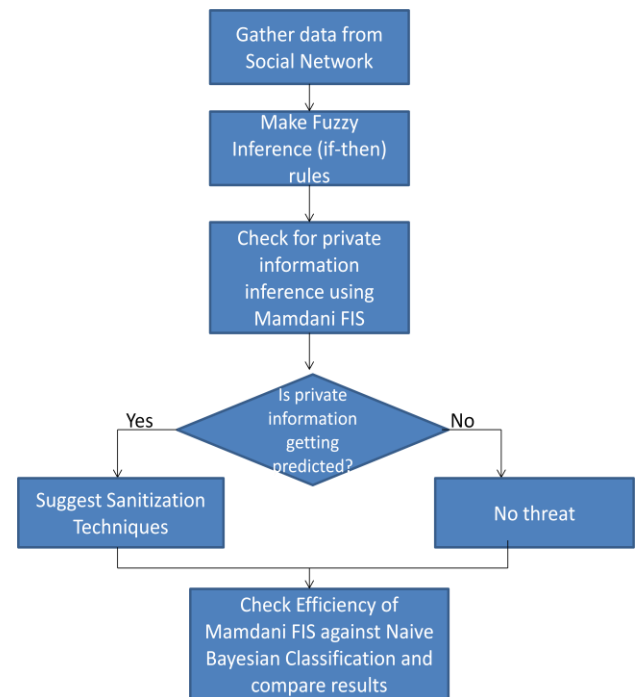 Gather data from
Social Network
Make Fuzzy
Inference (if-then)
rules
Check for private
information
inference using
Mamdani FIS
Is private
information
getting
predicted?
Yes
No
Suggest Sanitization
Techniques
No threat
Check Efficiency of
Mamdani FIS against Naive
Bayesian Classification and
compare results